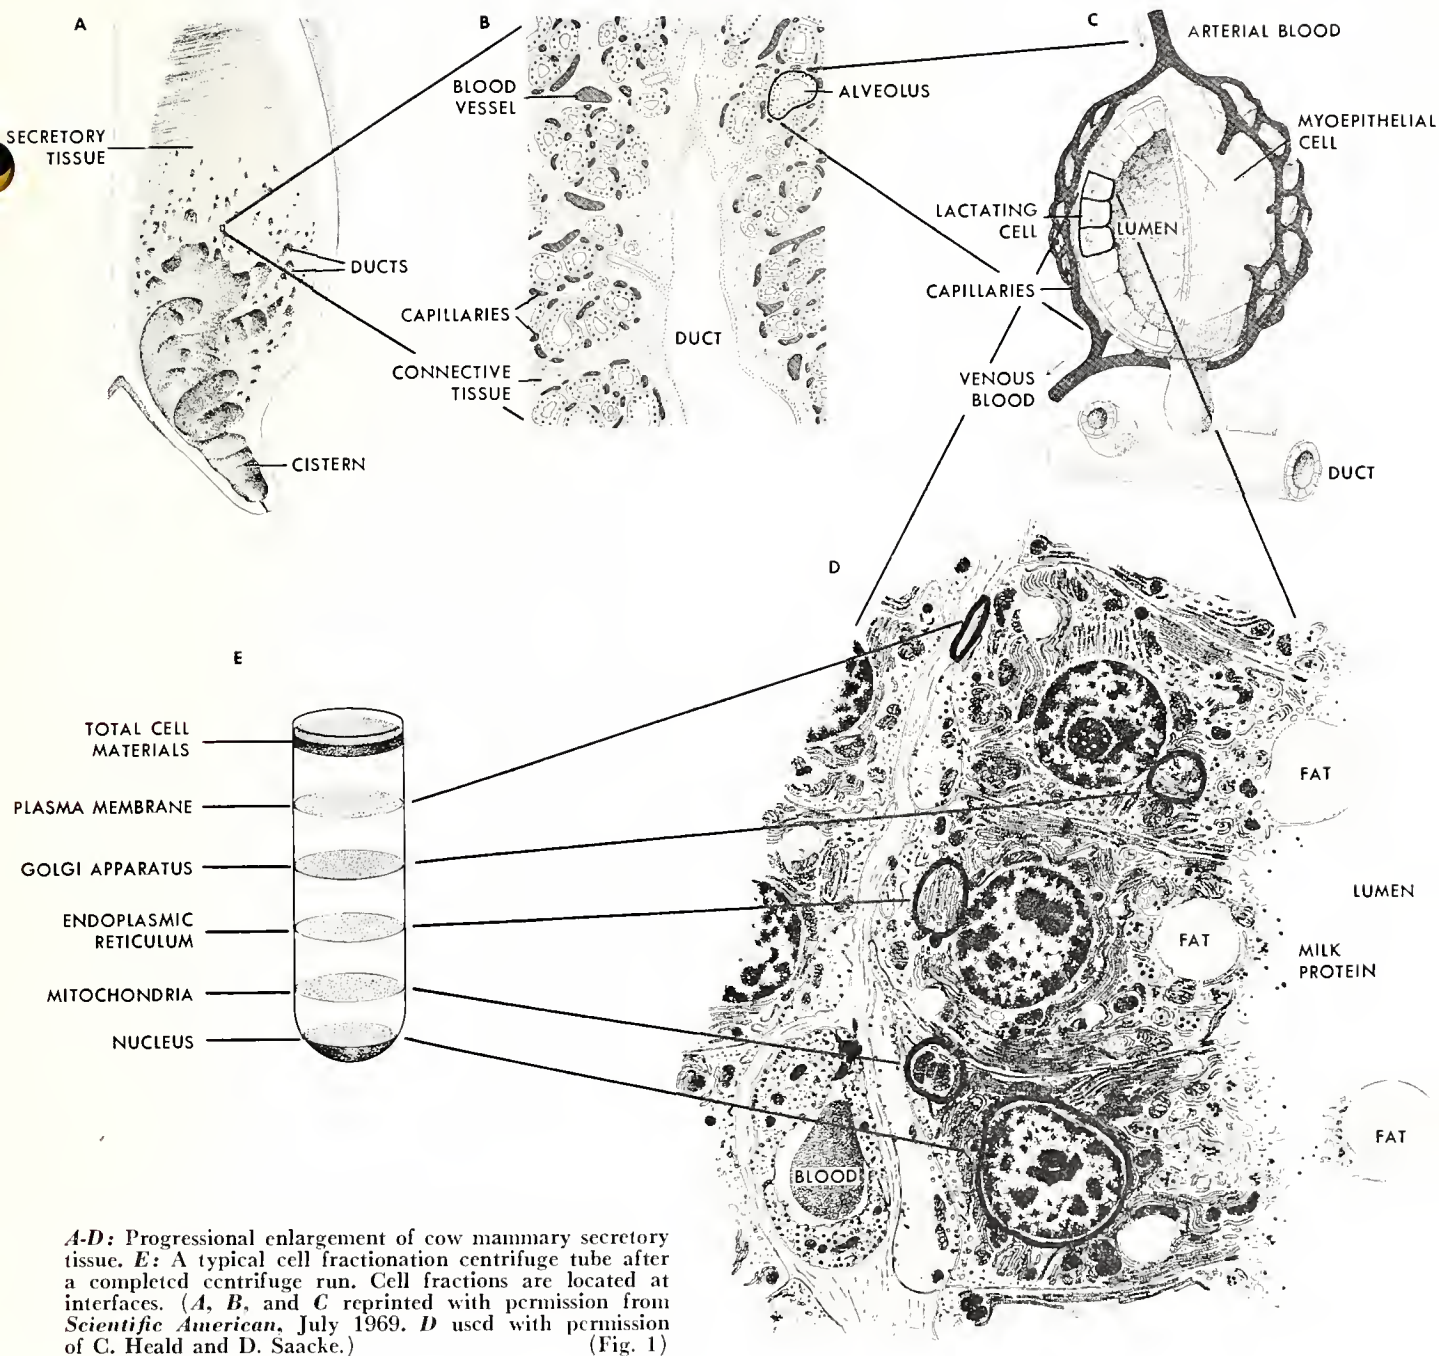 A
SECRETORY
TISSUE
DUCTS
CISTERN
B
BLOOD
VESSEL
ALVEOLUS
CAPILLARIES
DUCT
CONNECTIVE
TISSUE
C
ARTERIAL BLOOD
MYOEPITHELIAL
CELL
LACTATING
CELL
LUMEN
CAPILLARIES
VENOUS
BLOOD
DUCT
D
FAT
LUMEN
FAT
MILK
PROTEIN
FAT
BLOOD
E
TOTAL CELL
MATERIALS
PLASMA MEMBRANE
GOLGI APPARATUS
ENDOPLASMIC
RETICULUM
MITOCHONDRIA
NUCLEUS
A-D: Progressional enlargement of cow mammary secretory
tissue. E: A typical cell fractionation centrifuge tube after
a completed centrifuge run. Cell fractions are located at
interfaces. (A, B, and C reprinted with permission from
Scientific American, July 1969. D used with permission
of C. Heald and D. Saacke.) (Fig. 1)